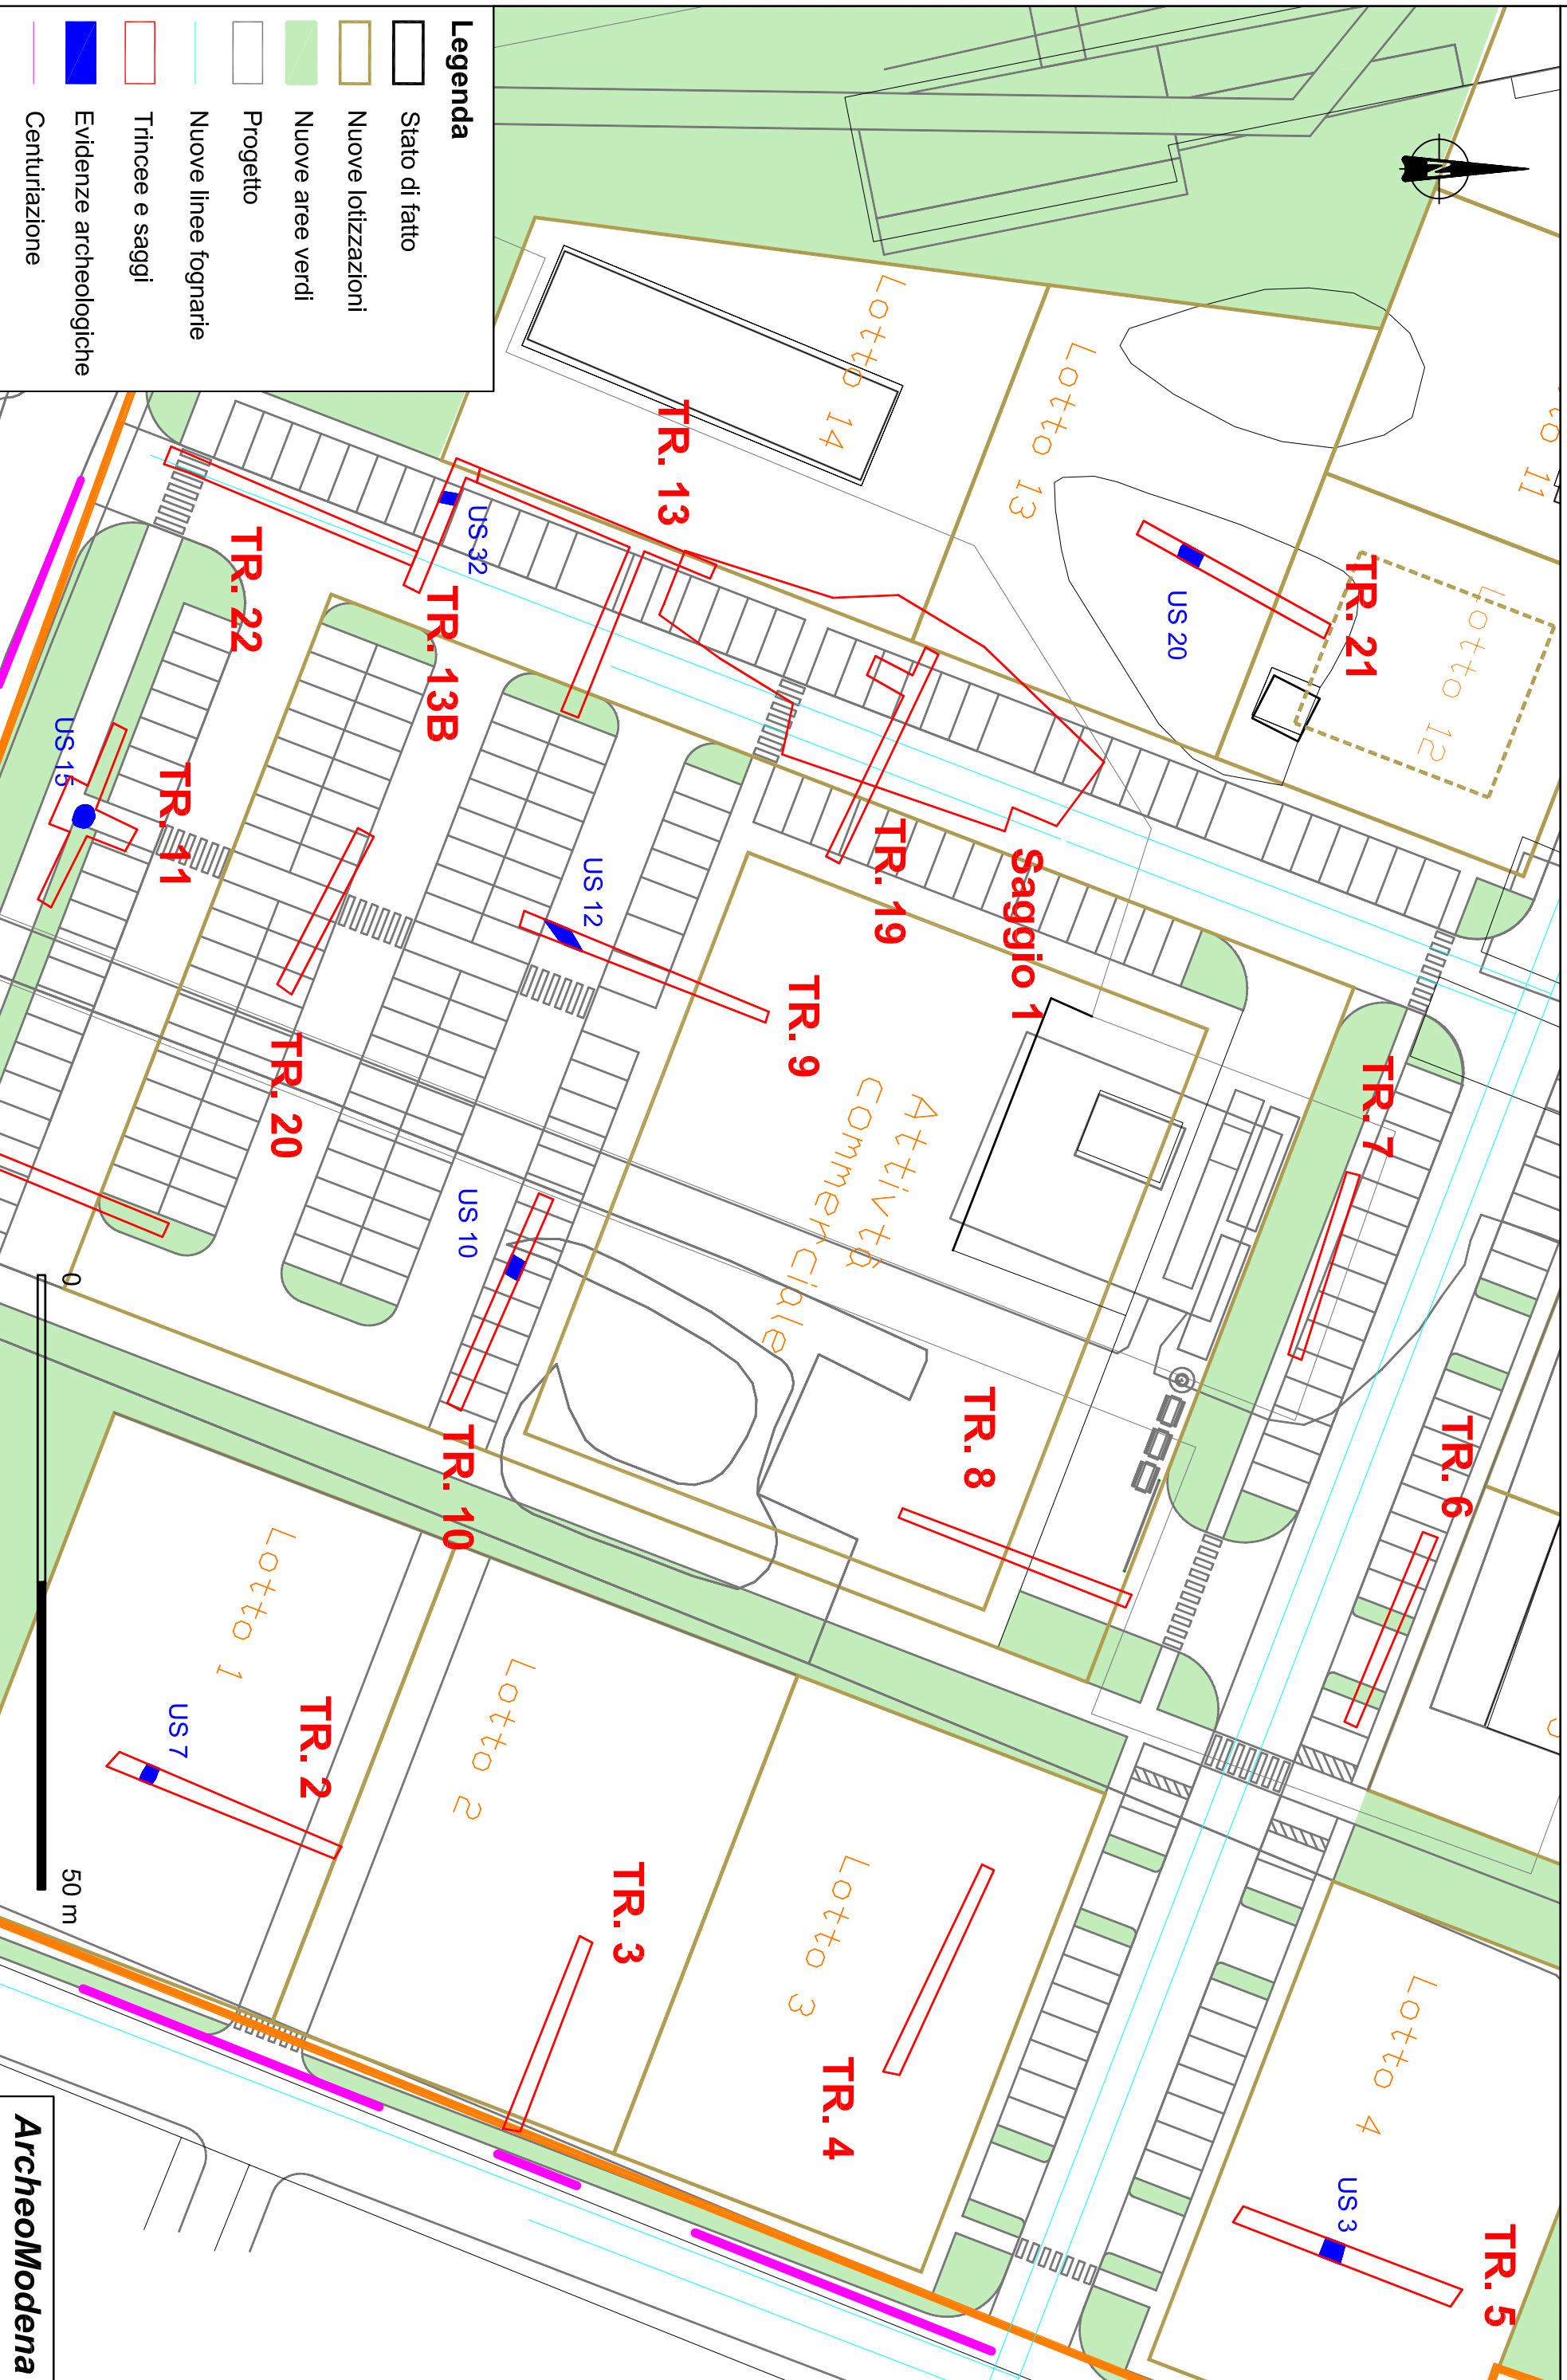 Legenda
Stato di fatto
Nuove lotizzazioni
Nuove aree verdi
Progetto
Nuove linee fognarie
Trincee e saggi
Evidenze archeologiche
Centuriazione
N
Lotto 14
Lotto 13
Lotto 12
TR. 13
US 32
TR. 22
TR. 13B
US 20
TR. 21
US 15
TR. 11
US 12
TR. 19
Saggio 1
TR. 9
TR. 20
TR. 7
Attività
Commerciale
US 10
TR. 10
TR. 8
TR. 6
Lotto 1
US 7
TR. 2
Lotto 2
TR. 3
Lotto 3
TR. 4
Lotto 4
US 3
TR. 5
0
50 m
ArcheoModena